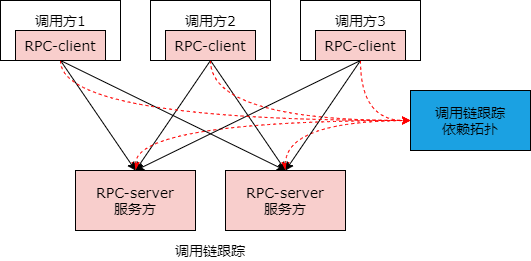 调用方1
调用方2
调用方3
RPC-client
RPC-client
RPC-client
调用链跟踪
依赖拓扑
RPC-server
服务方
RPC-server
服务方
调用链跟踪